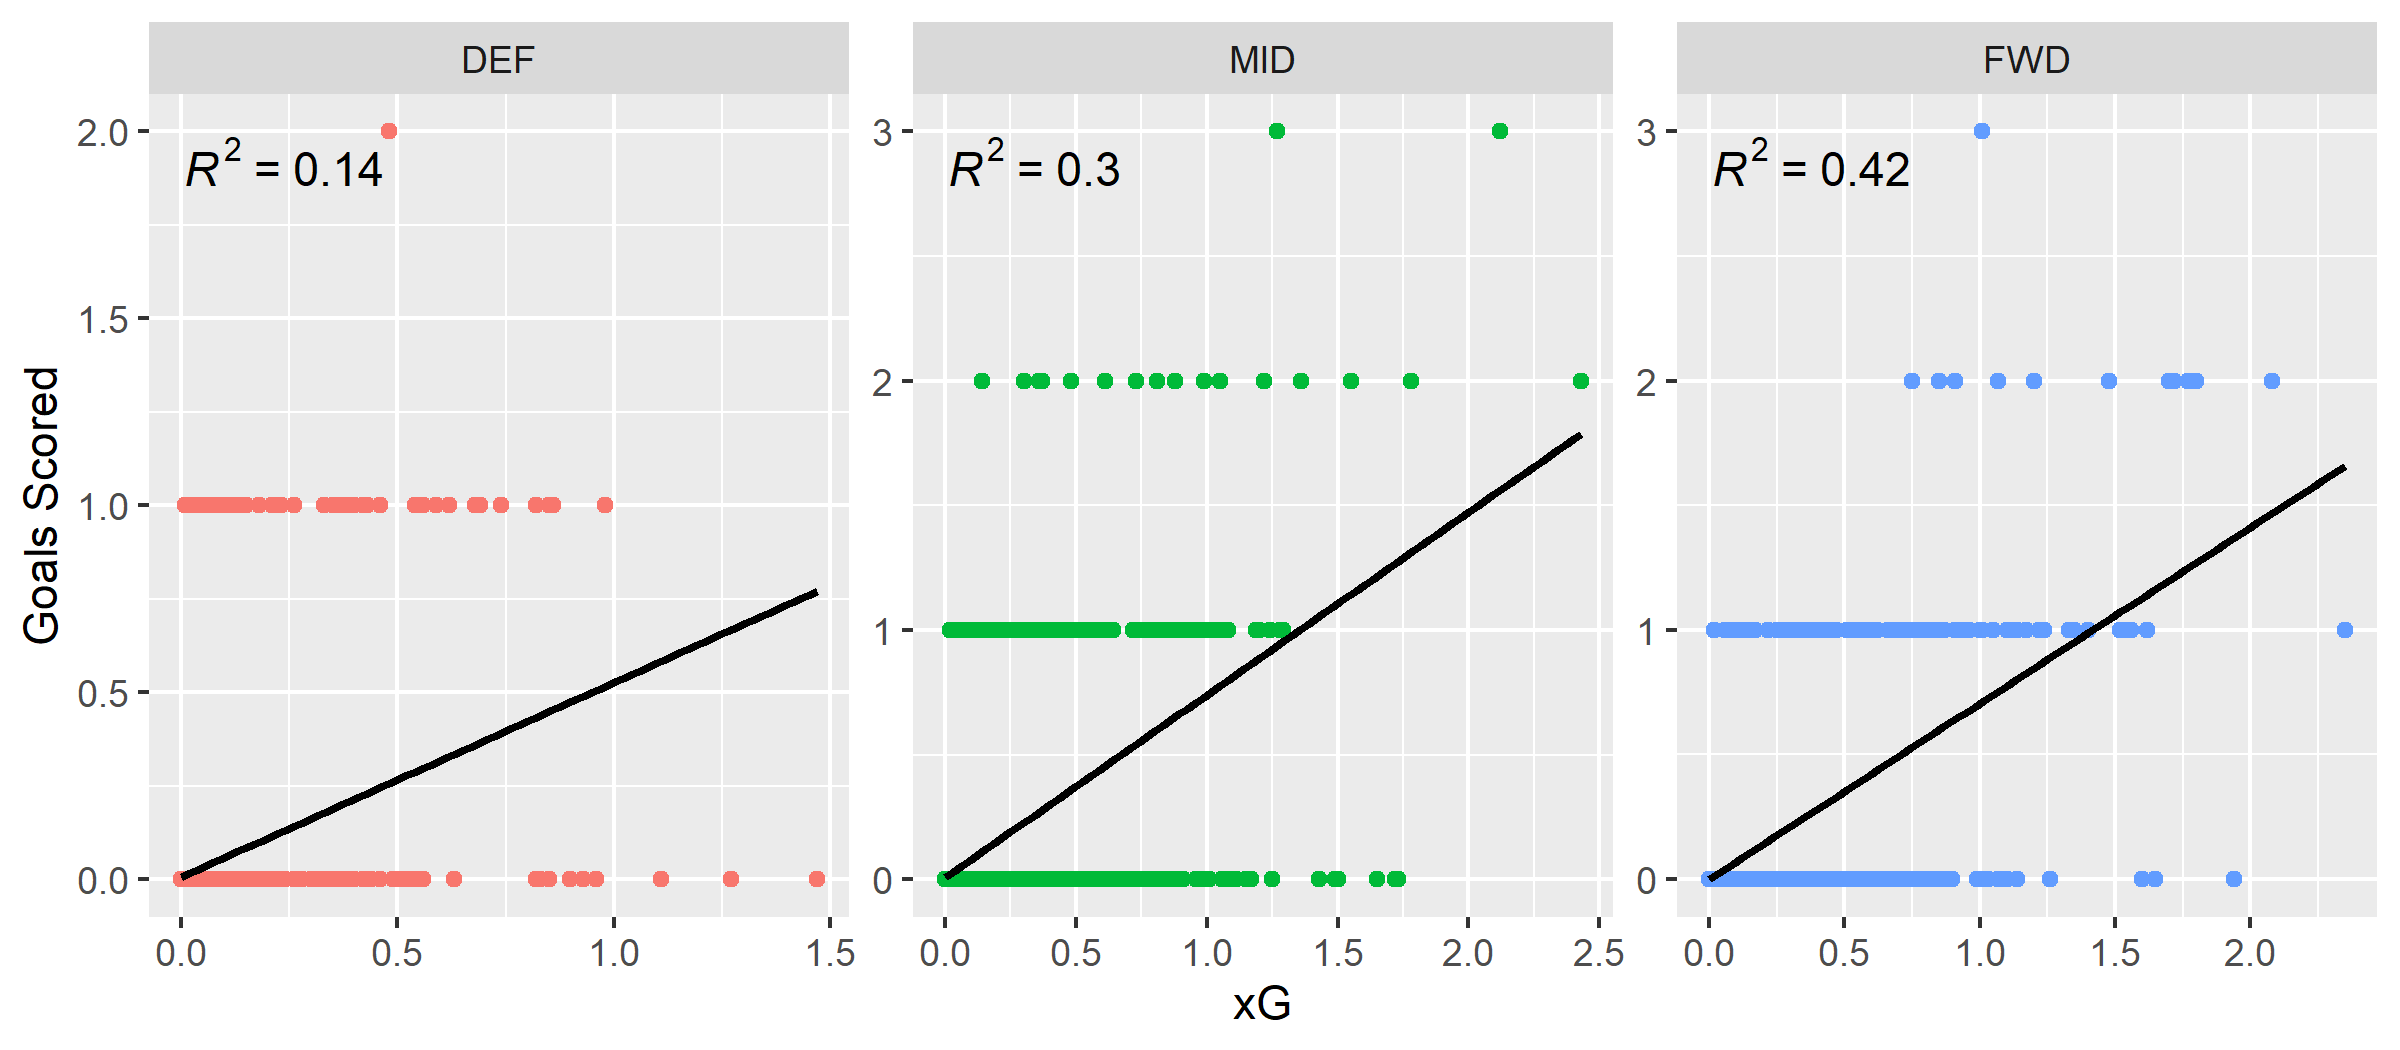 DEF MID FWD
R² = 0.14 R² = 0.3 R² = 0.42
Goals Scored
2.0
1.5
1.0
0.5
0.0
3
2
1
0
3
2
1
0
0.0 0.5 1.0 1.5
0.0 0.5 1.0 1.5 2.0 2.5
0.0 0.5 1.0 1.5 2.0
xG